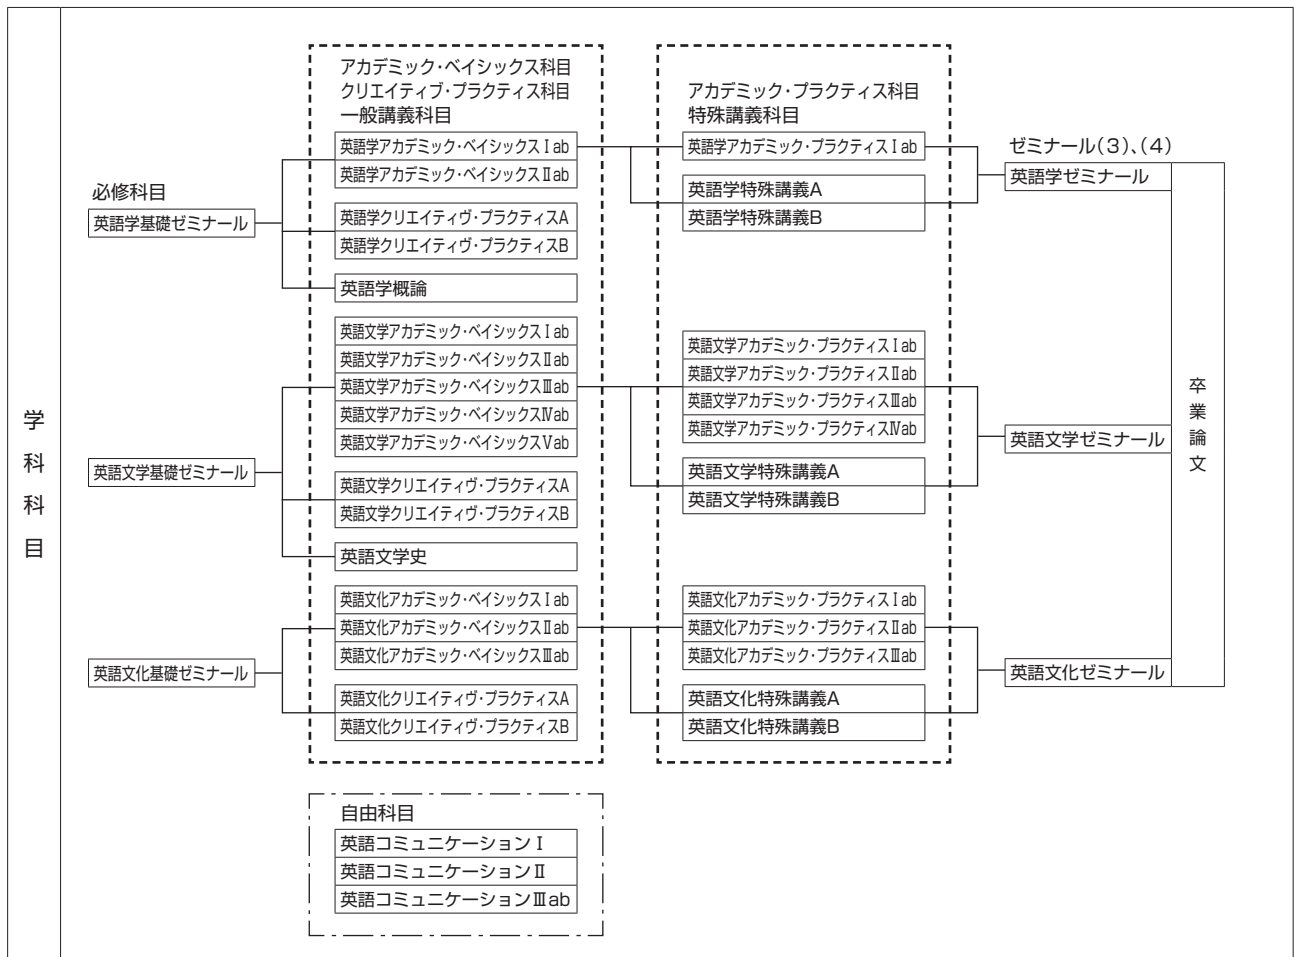 学科科目
必修科目
英語学基礎ゼミナール
英語文学基礎ゼミナール
英語文化基礎ゼミナール
アカデミック・ベイシックス科目
クリエイティブ・プラクティス科目
一般講義科目
英語学アカデミック・ベイシックスⅠab
英語学アカデミック・ベイシックスⅡab
英語学クリエイティヴ・プラクティスA
英語学クリエイティヴ・プラクティスB
英語学概論
英語文学アカデミック・ベイシックスⅠab
英語文学アカデミック・ベイシックスⅡab
英語文学アカデミック・ベイシックスⅢab
英語文学アカデミック・ベイシックスⅣab
英語文学アカデミック・ベイシックスⅤab
英語文学クリエイティヴ・プラクティスA
英語文学クリエイティヴ・プラクティスB
英語文学史
英語文化アカデミック・ベイシックスⅠab
英語文化アカデミック・ベイシックスⅡab
英語文化アカデミック・ベイシックスⅢab
英語文化クリエイティヴ・プラクティスA
英語文化クリエイティヴ・プラクティスB
自由科目
英語コミュニケーションⅠ
英語コミュニケーションⅡ
英語コミュニケーションⅢab
アカデミック・プラクティス科目
特殊講義科目
英語学アカデミック・プラクティスⅠab
英語学特殊講義A
英語学特殊講義B
英語文学アカデミック・プラクティスⅠab
英語文学アカデミック・プラクティスⅡab
英語文学アカデミック・プラクティスⅢab
英語文学アカデミック・プラクティスⅣab
英語文学特殊講義A
英語文学特殊講義B
英語文化アカデミック・プラクティスⅠab
英語文化アカデミック・プラクティスⅡab
英語文化アカデミック・プラクティスⅢab
英語文化特殊講義A
英語文化特殊講義B
ゼミナール(3)、(4)
英語学ゼミナール
英語文学ゼミナール
英語文化ゼミナール
卒業論文